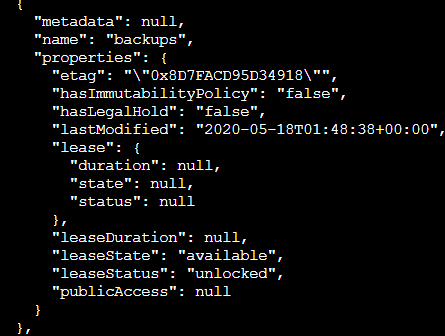 {
"metadata": null,
"name": "backups",
"properties": {
"etag": "\"0x8D7FACD95D34918\"",
"hasImmutabilityPolicy": "false",
"hasLegalHold": "false",
"lastModified": "2020-05-18T01:48:38+00:00",
"lease": {
"duration": null,
"state": null,
"status": null
},
"leaseDuration": null,
"leaseState": "available",
"leaseStatus": "unlocked",
"publicAccess": null
}
},